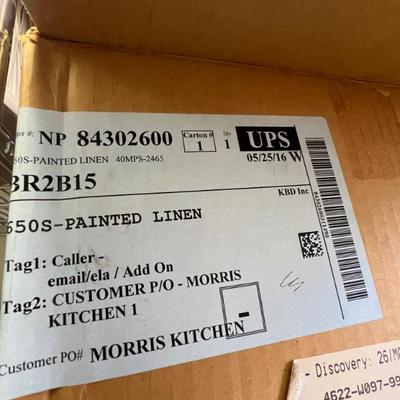 #: NP 84302600 Carton # 1 Qty 1 UPS
50S-PAINTED LINEN 40MPS-2465 05/25/16 W
BR2B15 KBD Inc
650S-PAINTED LINEN
Tag1: Caller -
email/ela / Add On
Tag2: CUSTOMER P/O - MORRIS
KITCHEN 1
-
Customer PO# MORRIS KITCHEN
- Discovery: 26/
4622-W097-99